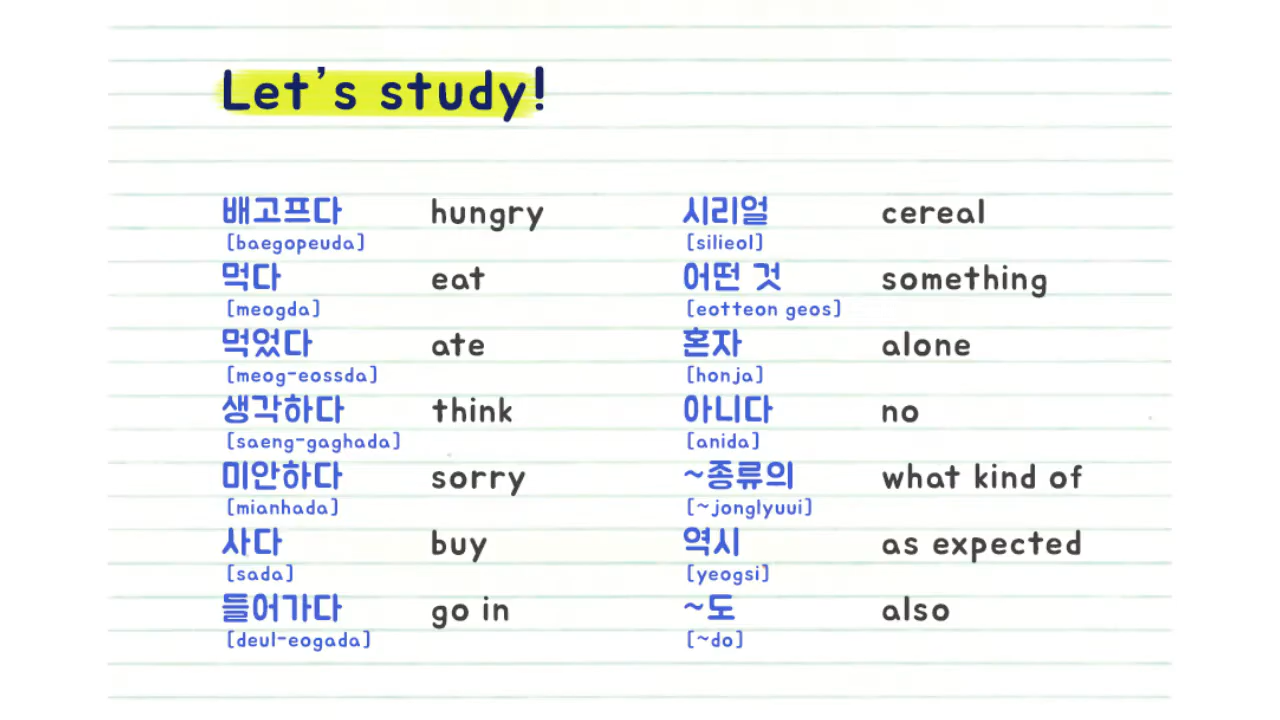 Let's study!
배고프다 hungry
[baegopeuda]
먹다 eat
[meogda]
먹었다 ate
[meog-eossda]
생각하다 think
[saeng-gaghada]
미안하다 sorry
[mianhada]
사다 buy
[sada]
들어가다 go in
[deul-eogada]
시리얼 cereal
[silieol]
어떤 것 something
[eotteon geos]
혼자 alone
[honja]
아니다 no
[anida]
~종류의 what kind of
[~jonglyuui]
역시 as expected
[yeogsi]
~도 also
[~do]